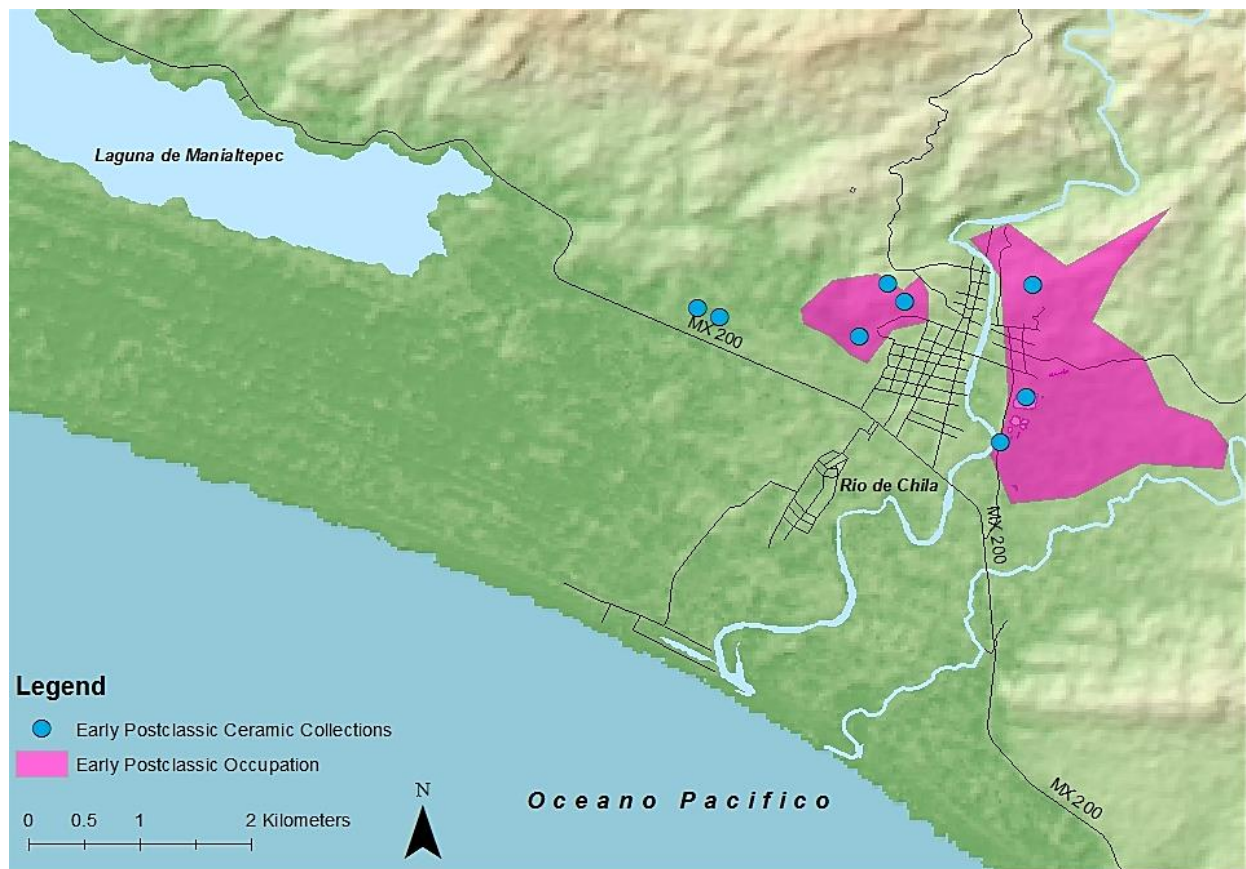 Laguna de Manialtepec
MX 200
Rio de Chila
MX 200
Legend
Early Postclassic Ceramic Collections
Early Postclassic Occupation
N
0 0.5 1 2 Kilometers
Oceano Pacifico
MX200